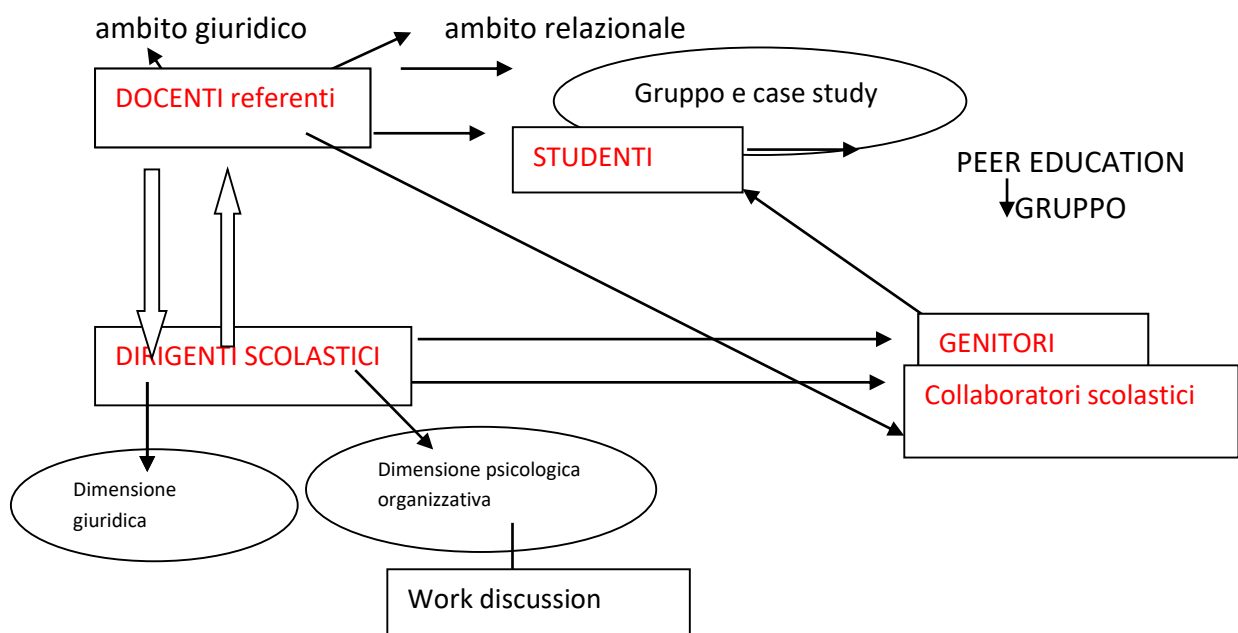 ambito giuridico
ambito relazionale
DOCENTI referenti
Gruppo e case study
STUDENTI
PEER EDUCATION
GRUPPO
DIRIGENTI SCOLASTICI
GENITORI
Collaboratori scolastici
Dimensione
giuridica
Dimensione psicologica
organizzativa
Work discussion